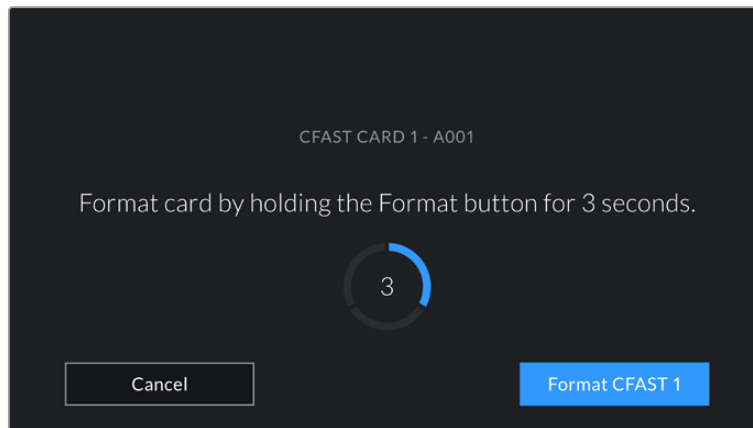 CFAST CARD 1 - A001
Format card by holding the Format button for 3 seconds.
3
Cancel
Format CFAST 1